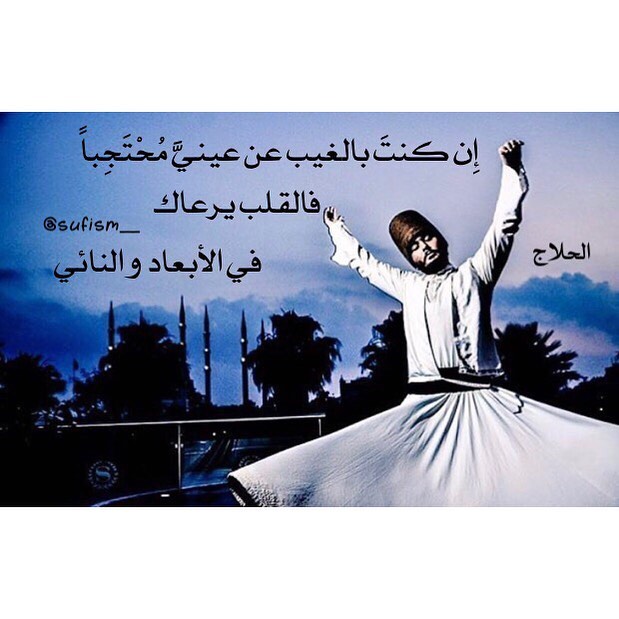 إِن كنتَ بالغيب عن عينيَّ مُحْتَجِباً
فالقلب يرعاك
@sufism__
في الأبعاد و النائي
الحلاج